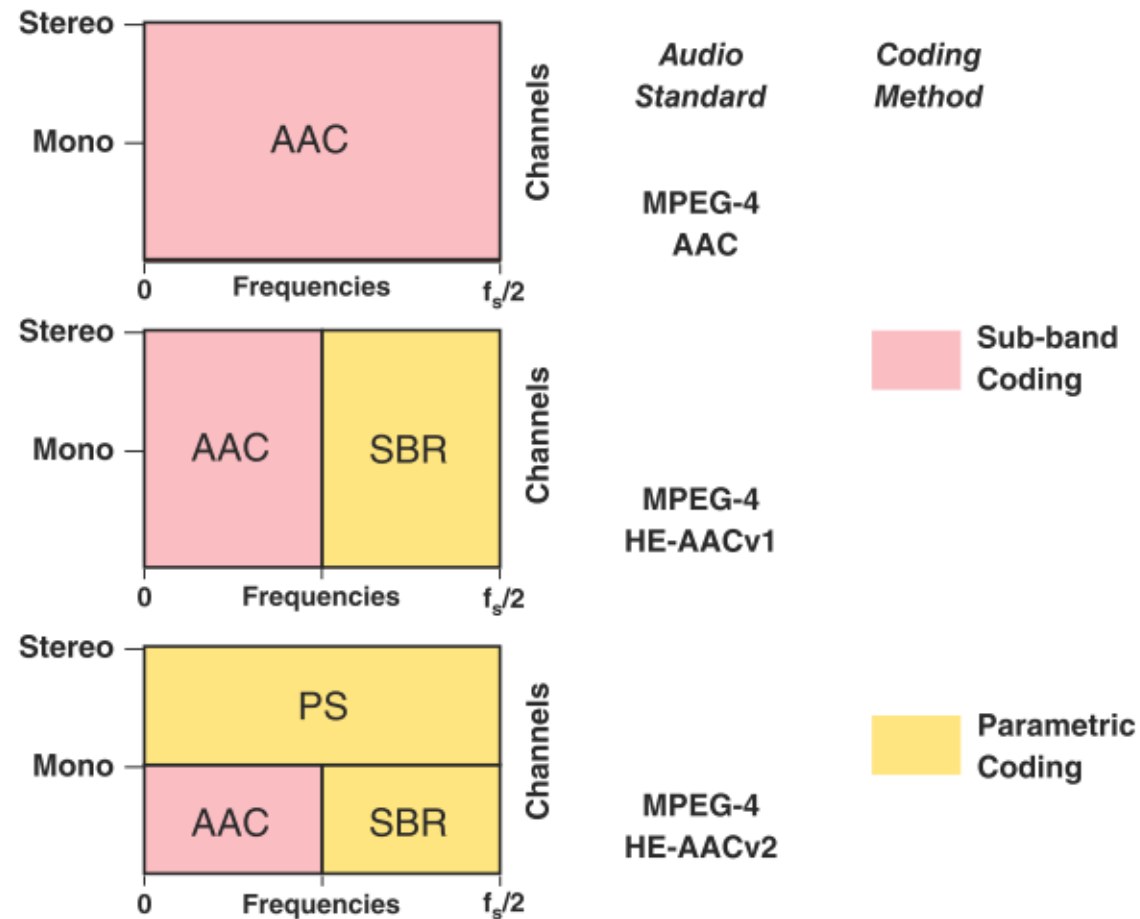 Stereo
Mono
AAC
Channels
0
Frequencies
fs/2
Audio
Standard
Coding
Method
MPEG-4
AAC
Stereo
Mono
AAC
SBR
Channels
0
Frequencies
fs/2
MPEG-4
HE-AACv1
Sub-band
Coding
Stereo
Mono
PS
AAC
SBR
Channels
0
Frequencies
fs/2
MPEG-4
HE-AACv2
Parametric
Coding